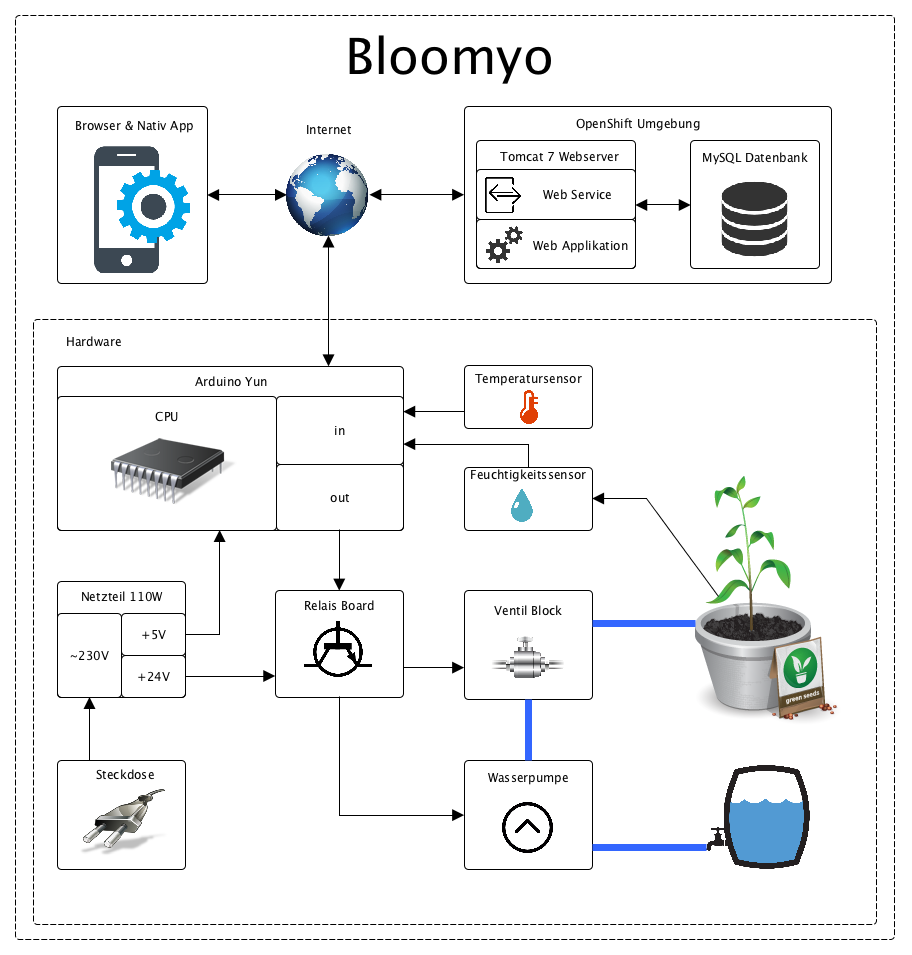 Bloomyo
Browser & Nativ App
Internet
OpenShift Umgebung
Tomcat 7 Webserver
MySQL Datenbank
Web Service
Web Applikation
Hardware
Arduino Yun
Temperatursensor
CPU
in
Feuchtigkeitssensor
out
Netzteil 110W
Relais Board
Ventil Block
+5V
~230V
+24V
green seeds
Steckdose
Wasserpumpe